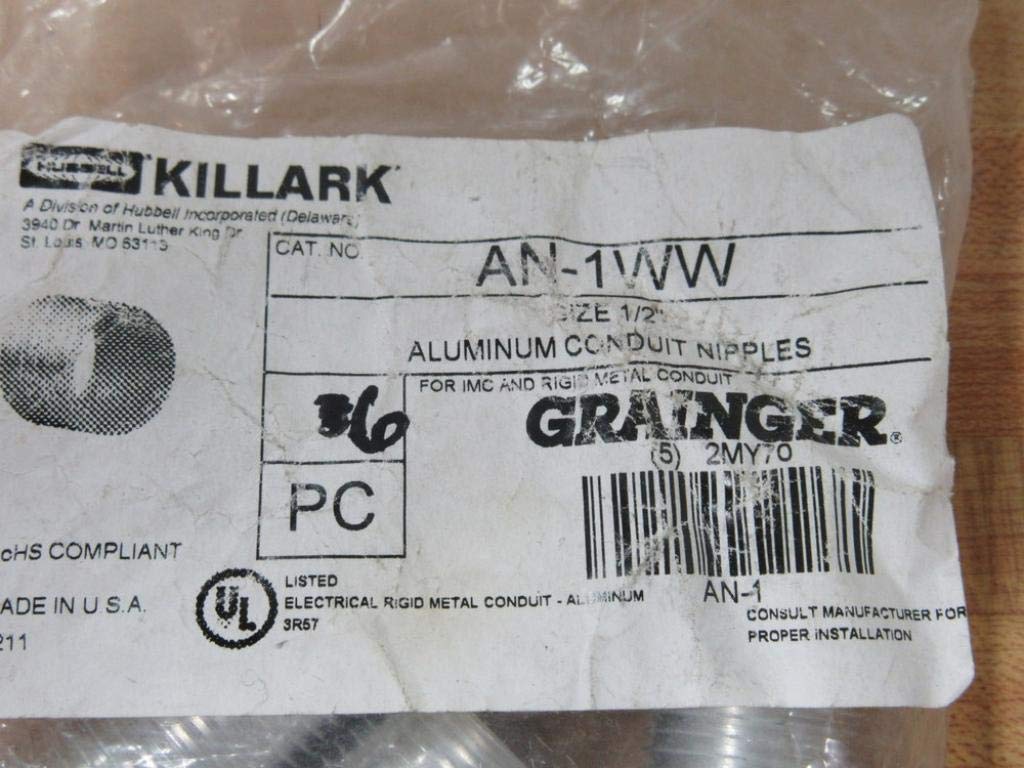 HUBBELL KILLARK
A Division of Hubbell Incorporated (Delaware)
3940 Dr. Martin Luther King Dr.
St. Louis MO 63113
CAT. NO. AN-1WW
SIZE 1/2"
ALUMINUM CONDUIT NIPPLES
FOR IMC AND RIGID METAL CONDUIT
36
GRAINGER®
(5) 2MY70
PC
oHS COMPLIANT
ADE IN U.S.A.
211
UL
LISTED
ELECTRICAL RIGID METAL CONDUIT - ALUMINUM
3R57
AN-1
CONSULT MANUFACTURER FOR
PROPER INSTALLATION